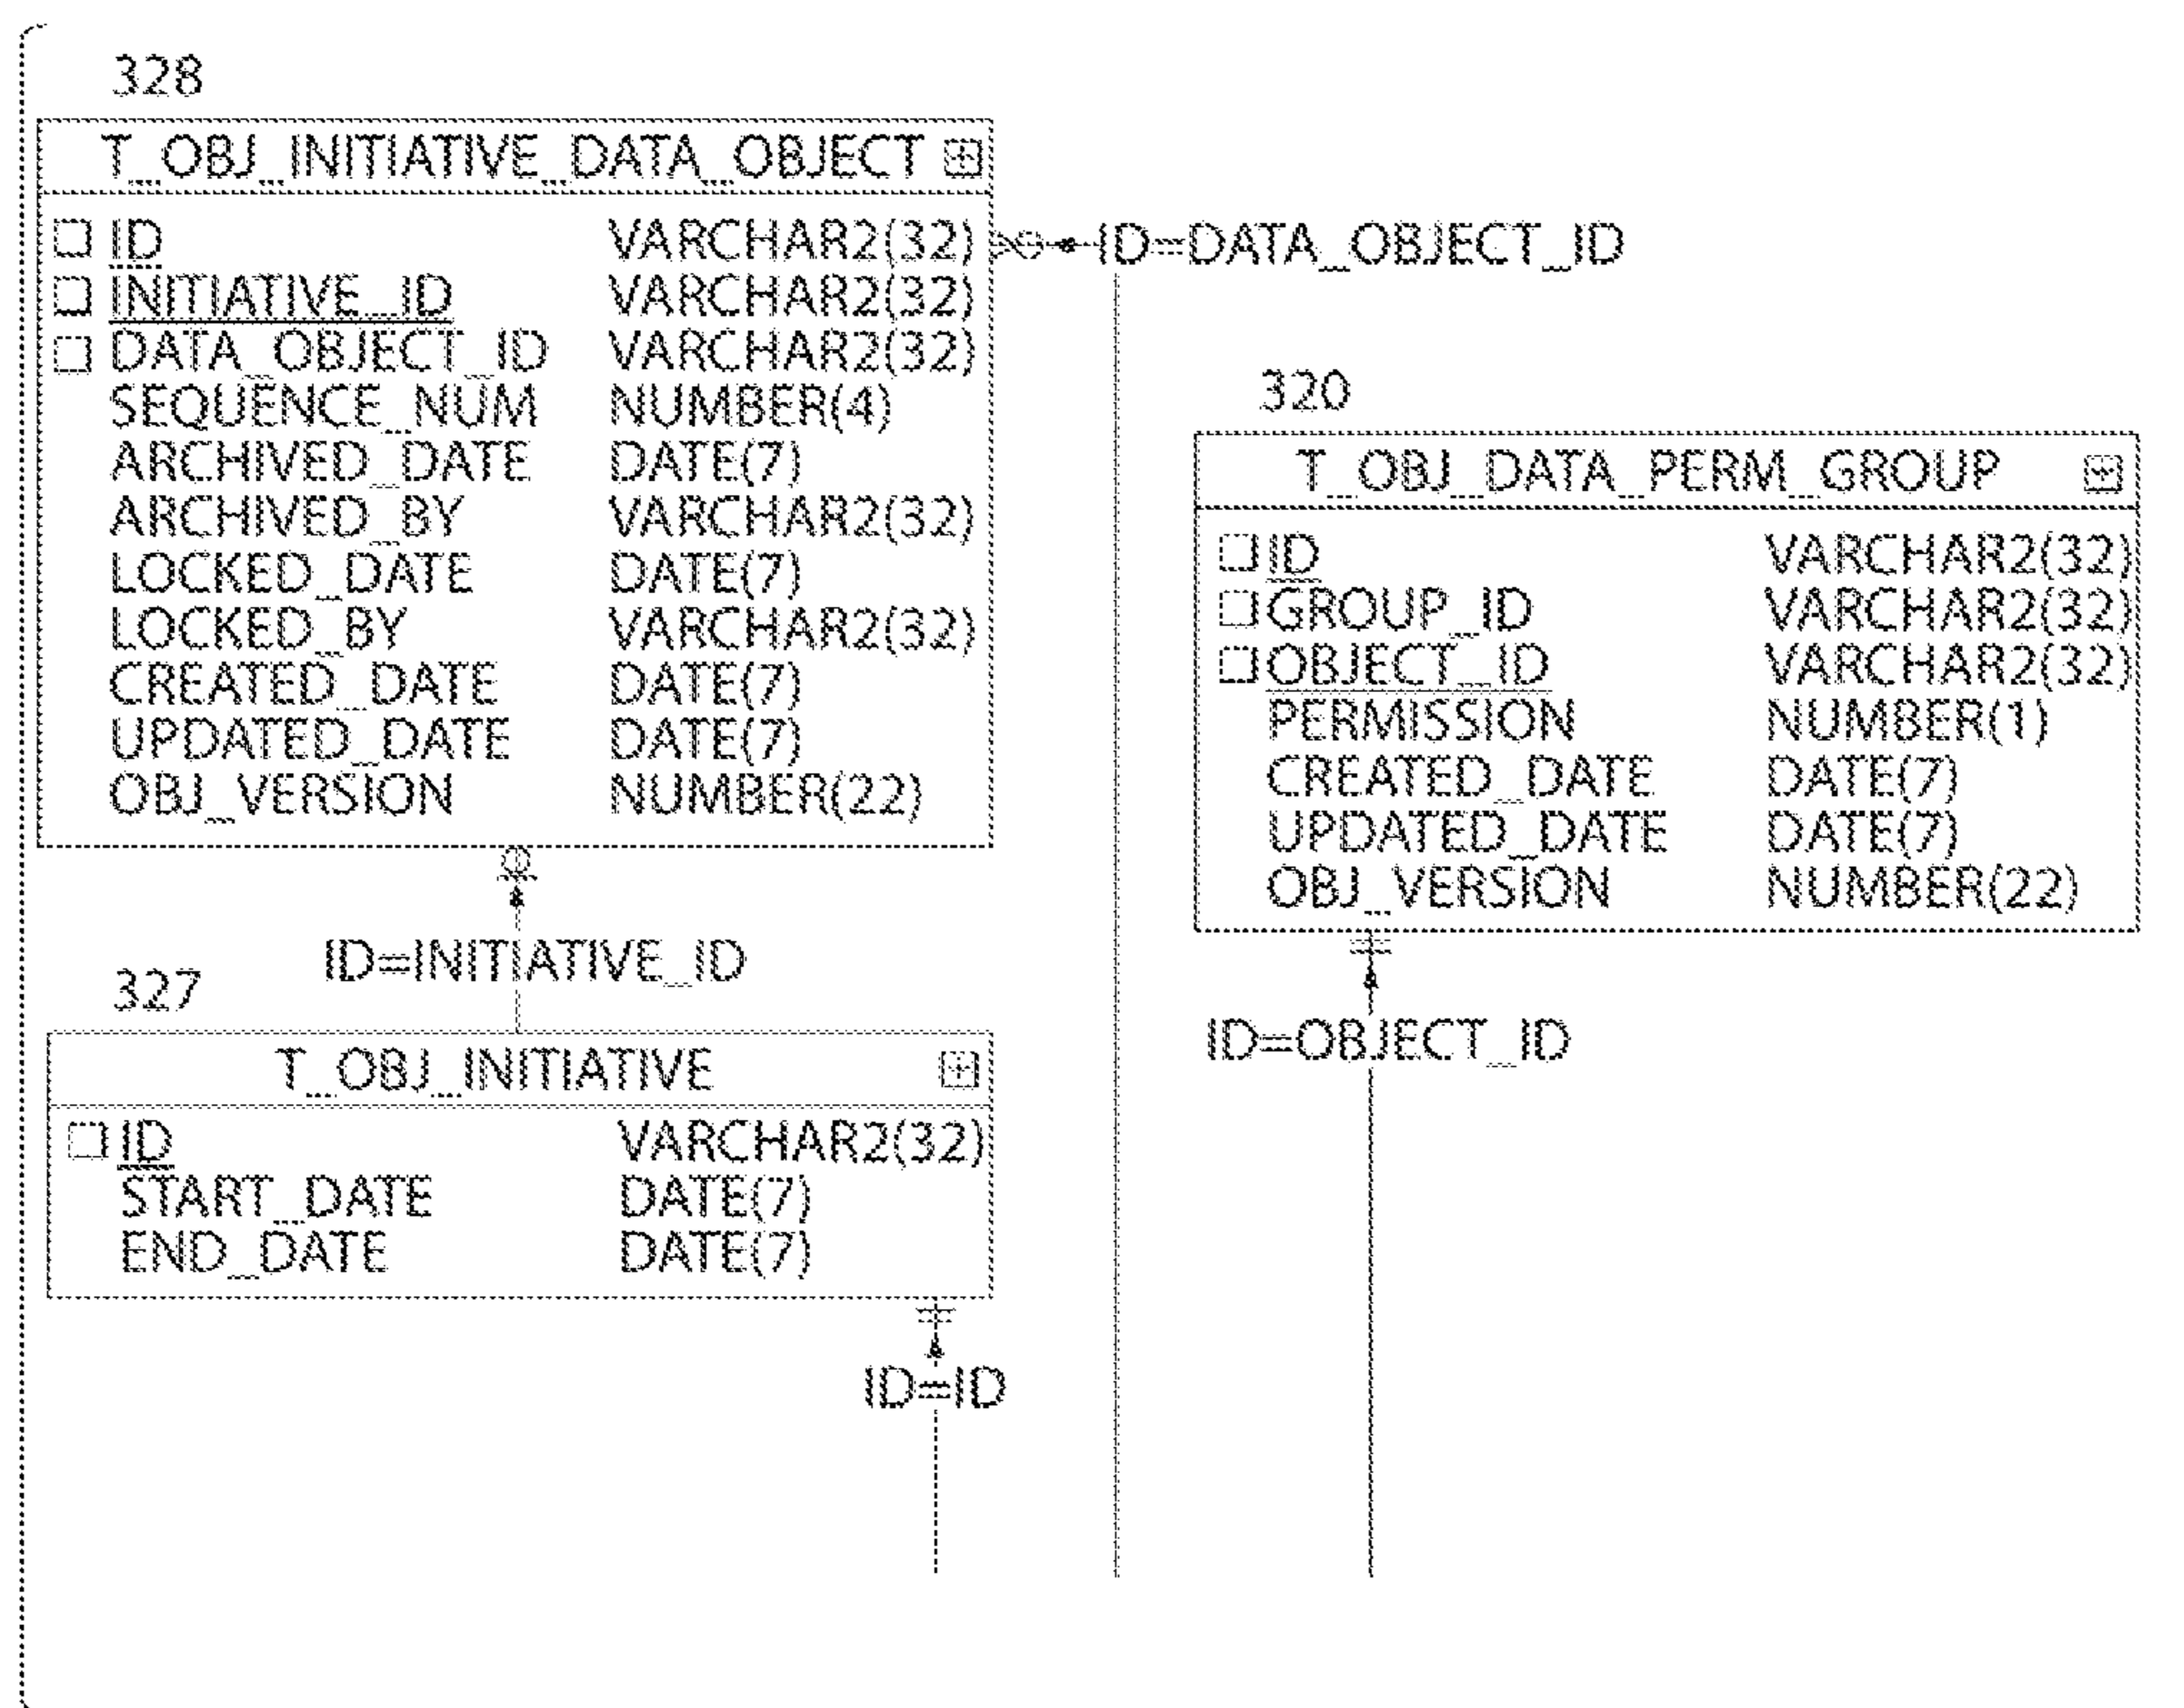 328
T_OBJ_INITIATIVE_DATA_OBJECT
ID VARCHAR2(32)
INITIATIVE_ID VARCHAR2(32)
DATA_OBJECT_ID VARCHAR2(32)
SEQUENCE_NUM NUMBER(4)
ARCHIVED_DATE DATE(7)
ARCHIVED_BY VARCHAR2(32)
LOCKED_DATE DATE(7)
LOCKED_BY VARCHAR2(32)
CREATED_DATE DATE(7)
UPDATED_DATE DATE(7)
OBJ_VERSION NUMBER(22)
ID=DATA_OBJECT_ID
320
T_OBJ_DATA_PERM_GROUP
ID VARCHAR2(32)
GROUP_ID VARCHAR2(32)
OBJECT_ID VARCHAR2(32)
PERMISSION NUMBER(1)
CREATED_DATE DATE(7)
UPDATED_DATE DATE(7)
OBJ_VERSION NUMBER(22)
ID=INITIATIVE_ID
327
T_OBJ_INITIATIVE
ID VARCHAR2(32)
START_DATE DATE(7)
END_DATE DATE(7)
ID=OBJECT_ID
ID=ID